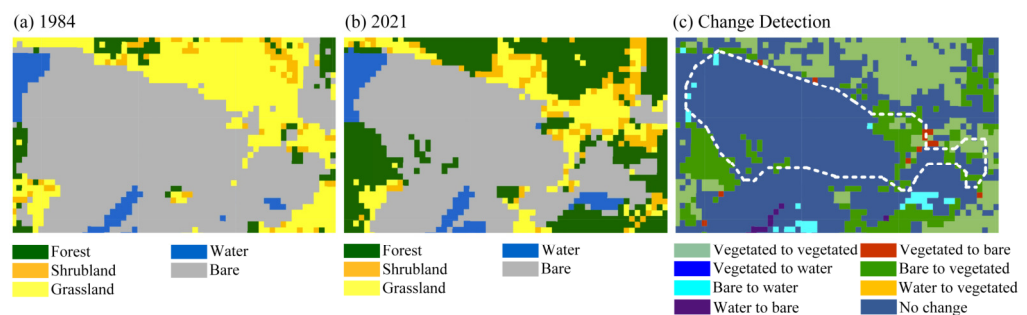 (a) 1984
(b) 2021
(c) Change Detection
Forest
Water
Shrubland
Bare
Grassland
Forest
Water
Shrubland
Bare
Grassland
Vegetated to vegetated
Vegetated to bare
Vegetated to water
Bare to vegetated
Bare to water
Water to vegetated
Water to bare
No change